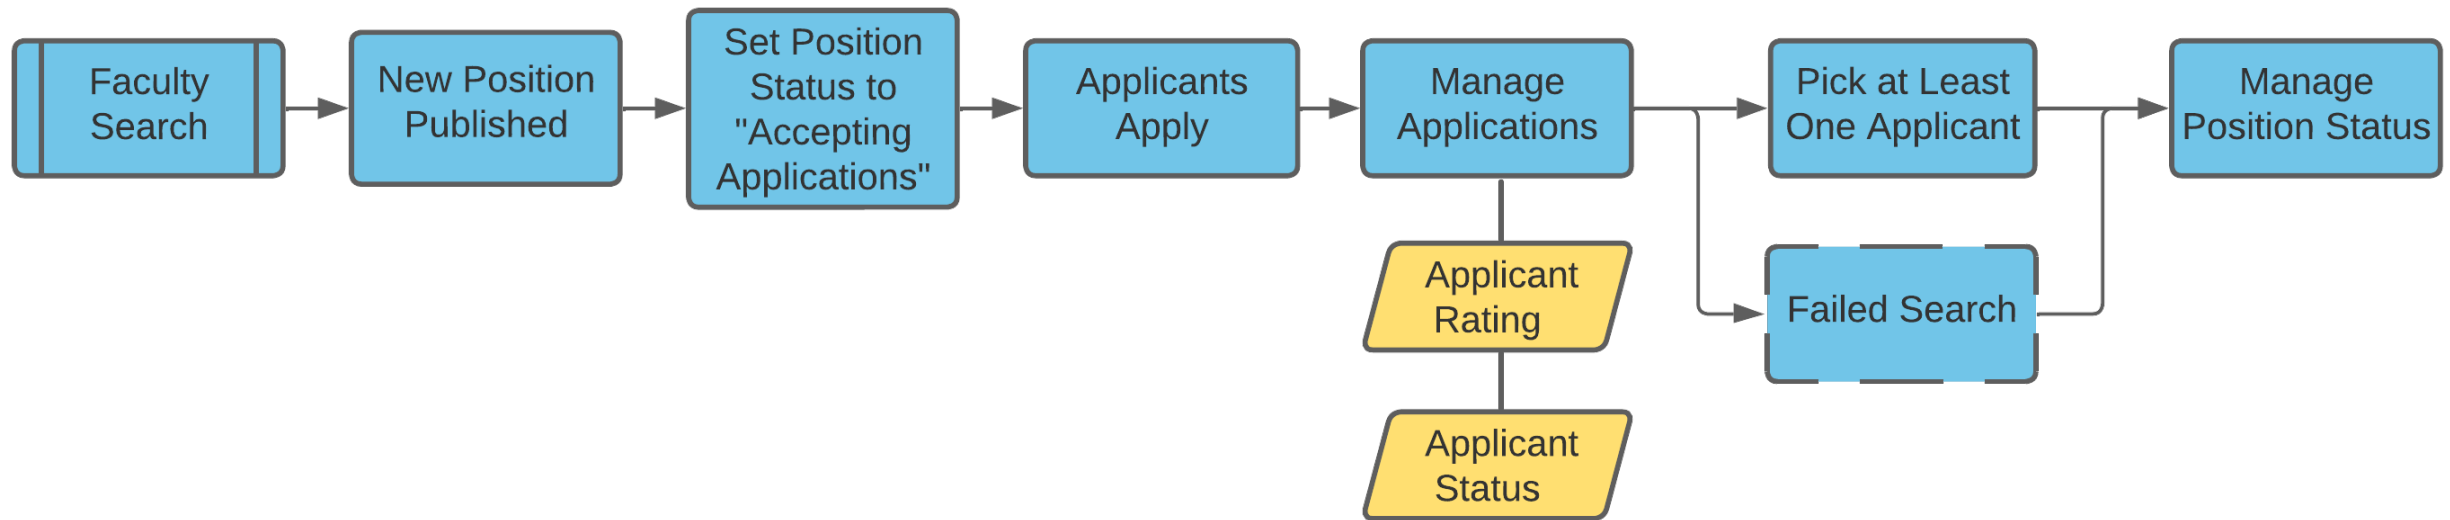 Faculty
Search
New Position
Published
Set Position
Status to
"Accepting
Applications"
Applicants
Apply
Manage
Applications
Pick at Least
One Applicant
Manage
Position Status
Applicant
Rating
Failed Search
Applicant
Status